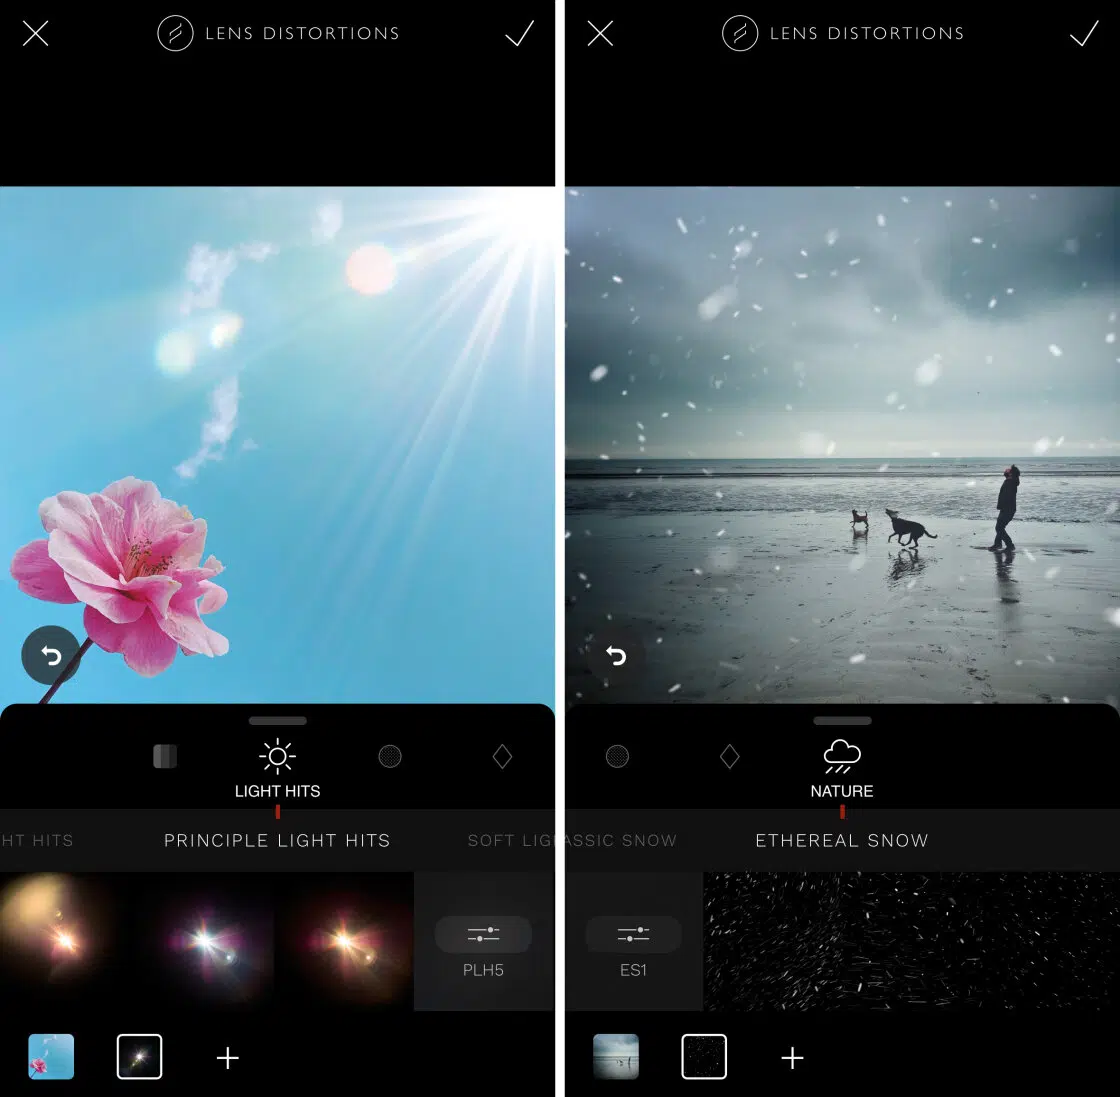 LENS DISTORTIONS
LIGHT HITS
HT HITS
PRINCIPLE LIGHT HITS
SOFT LIG
PLH5
LENS DISTORTIONS
NATURE
ASSIC SNOW
ETHEREAL SNOW
ES1